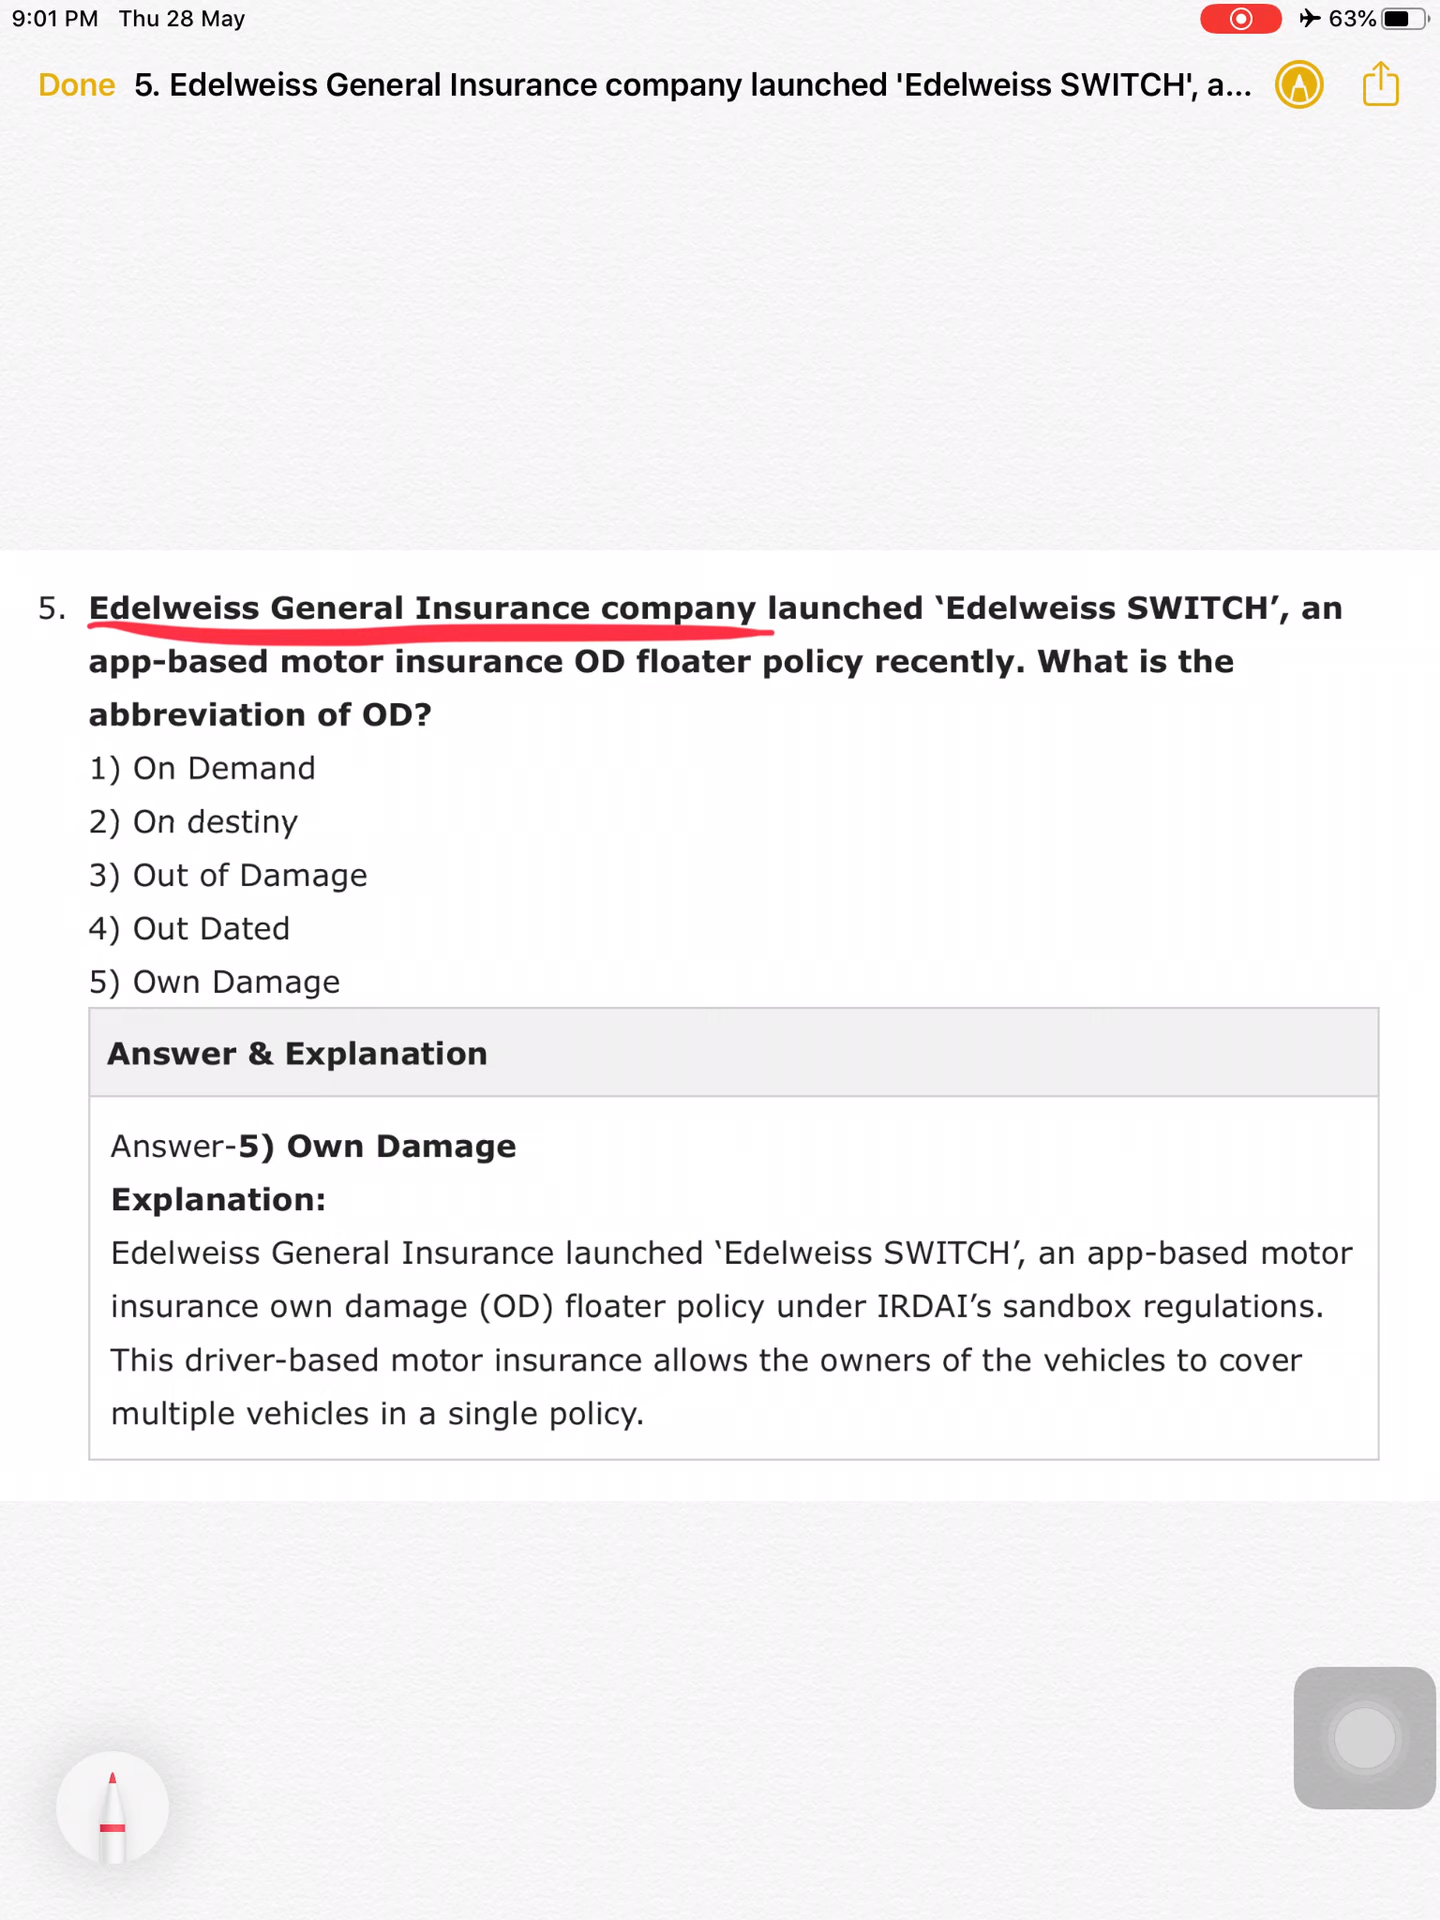 9:01 PM Thu 28 May 63%
Done 5. Edelweiss General Insurance company launched 'Edelweiss SWITCH', a...
5. Edelweiss General Insurance company launched ‘Edelweiss SWITCH’, an
app-based motor insurance OD floater policy recently. What is the
abbreviation of OD?
1) On Demand
2) On destiny
3) Out of Damage
4) Out Dated
5) Own Damage
Answer & Explanation
Answer-5) Own Damage
Explanation:
Edelweiss General Insurance launched ‘Edelweiss SWITCH’, an app-based motor
insurance own damage (OD) floater policy under IRDAI’s sandbox regulations.
This driver-based motor insurance allows the owners of the vehicles to cover
multiple vehicles in a single policy.